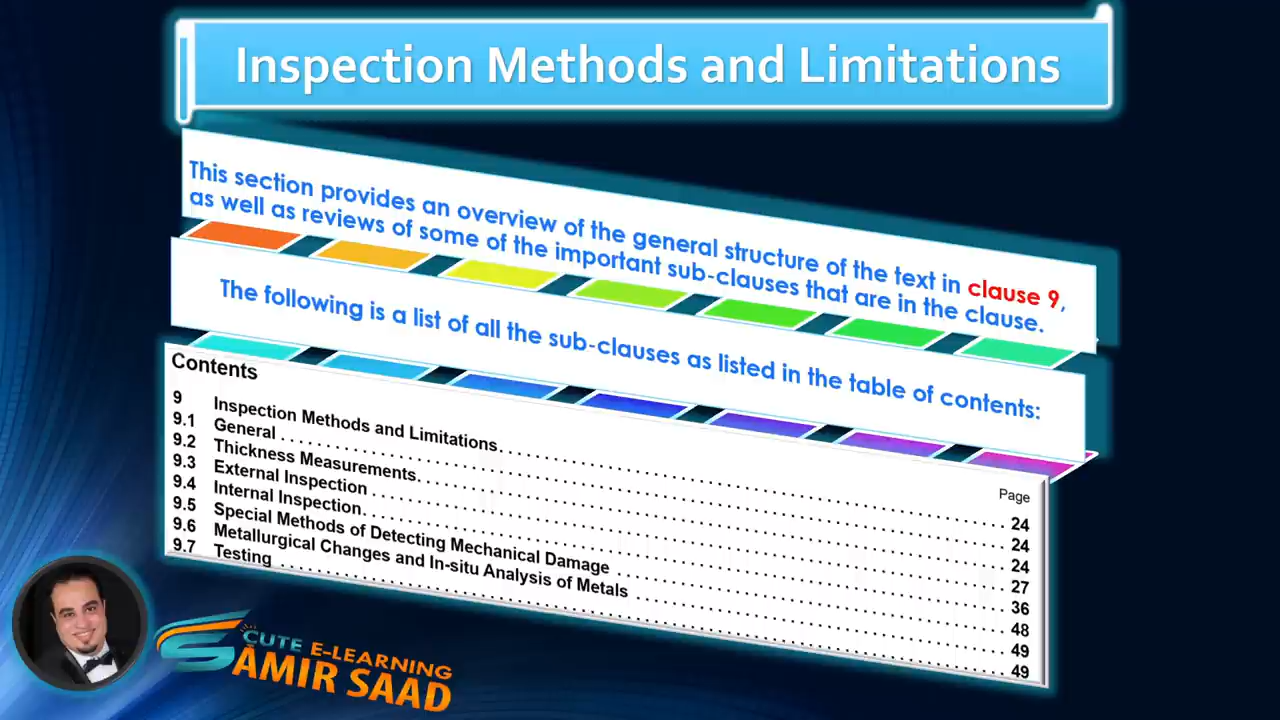 Inspection Methods and Limitations
This section provides an overview of the general structure of the text in clause 9,
as well as reviews of some of the important sub-clauses that are in the clause.
The following is a list of all the sub-clauses as listed in the table of contents:
Contents
Page
9 Inspection Methods and Limitations. . . . . . . . . . . . . . . . . . . . . . . . . . . . . . 24
9.1 General . . . . . . . . . . . . . . . . . . . . . . . . . . . . . . 24
9.2 Thickness Measurements. . . . . . . . . . . . . . . . . . . . . . . . . . . . . . 24
9.3 External Inspection . . . . . . . . . . . . . . . . . . . . . . . . . . . . . . 27
9.4 Internal Inspection. . . . . . . . . . . . . . . . . . . . . . . . . . . . . . 36
9.5 Special Methods of Detecting Mechanical Damage . . . . . . . . . . . . . . . . . . . . 48
9.6 Metallurgical Changes and In-situ Analysis of Metals . . . . . . . . . . . . . . . . . . . . 49
9.7 Testing . . . . . . . . . . . . . . . . . . . . . . . . . . . . . . 49
CUTE E-LEARNING
AMIR SAAD